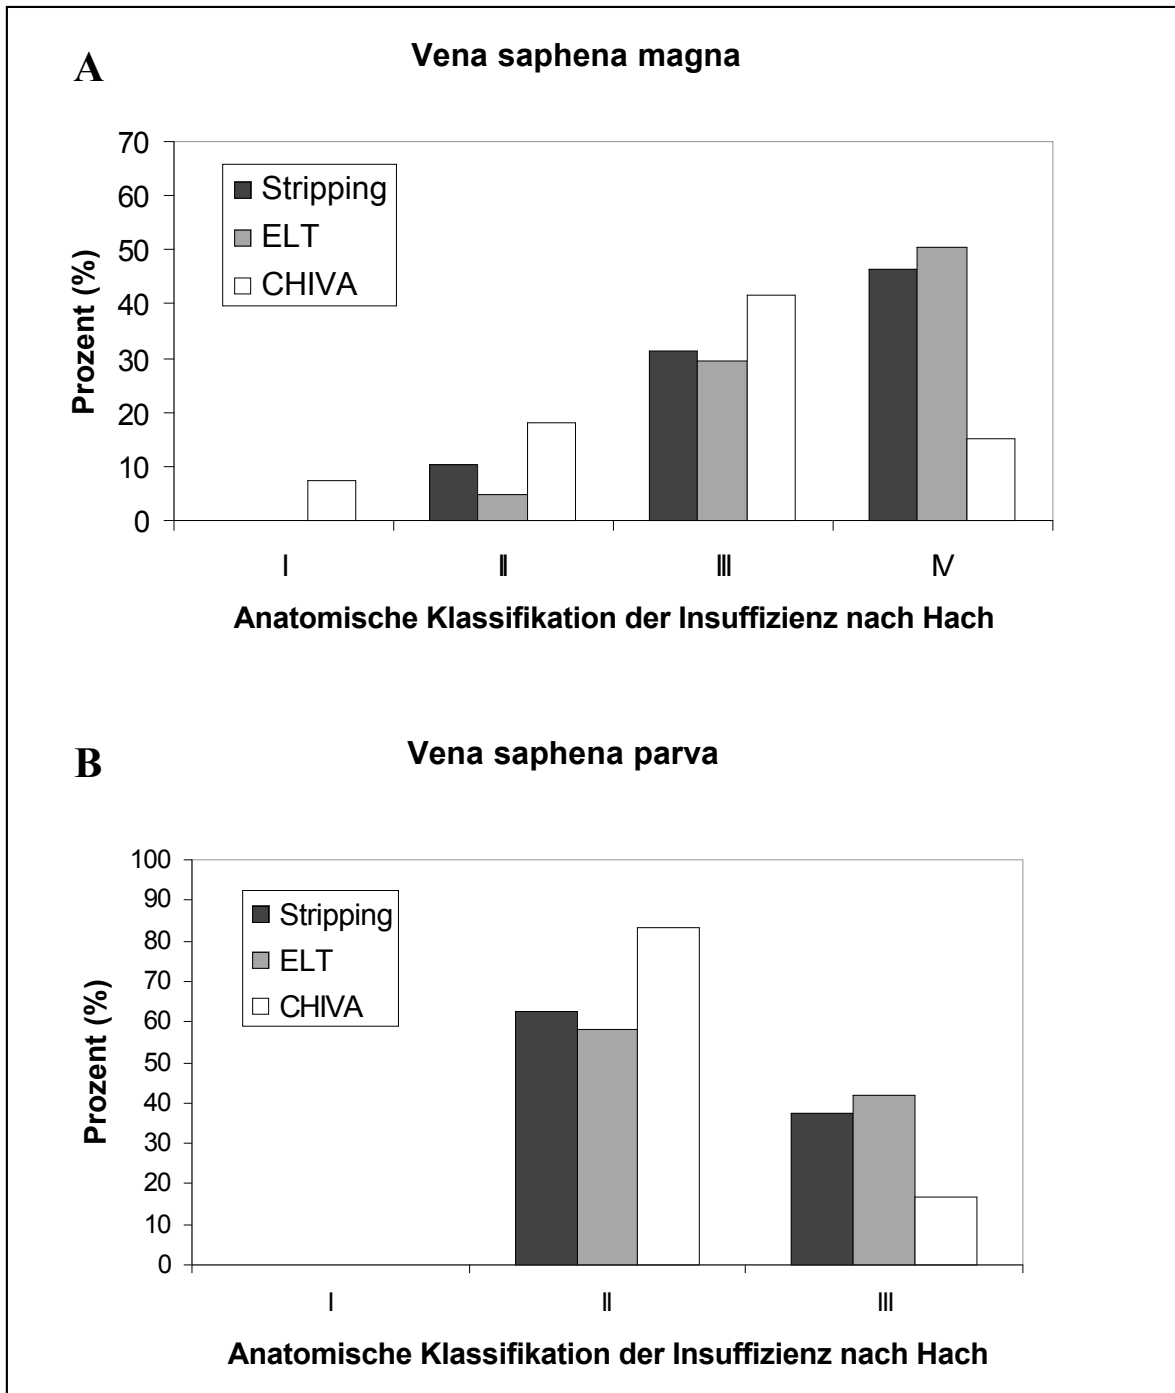 A
Vena saphena magna
70
60
50
40
30
20
10
0
Prozent (%)
Stripping
ELT
CHIVA
I
II
III
IV
Anatomische Klassifikation der Insuffizienz nach Hach
B
Vena saphena parva
100
90
80
70
60
50
40
30
20
10
0
Prozent (%)
Stripping
ELT
CHIVA
I
II
III
Anatomische Klassifikation der Insuffizienz nach Hach